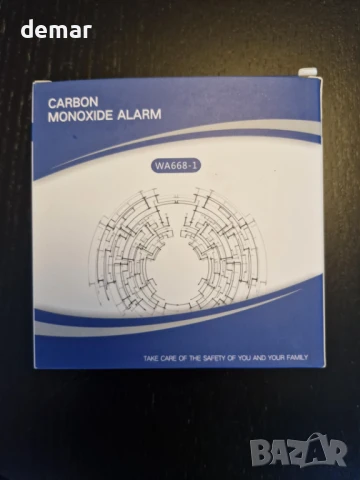 demar
CARBON
MONOXIDE ALARM
WA668-1
TAKE CARE OF THE SAFETY OF YOU AND YOUR FAMILY
BAZAR